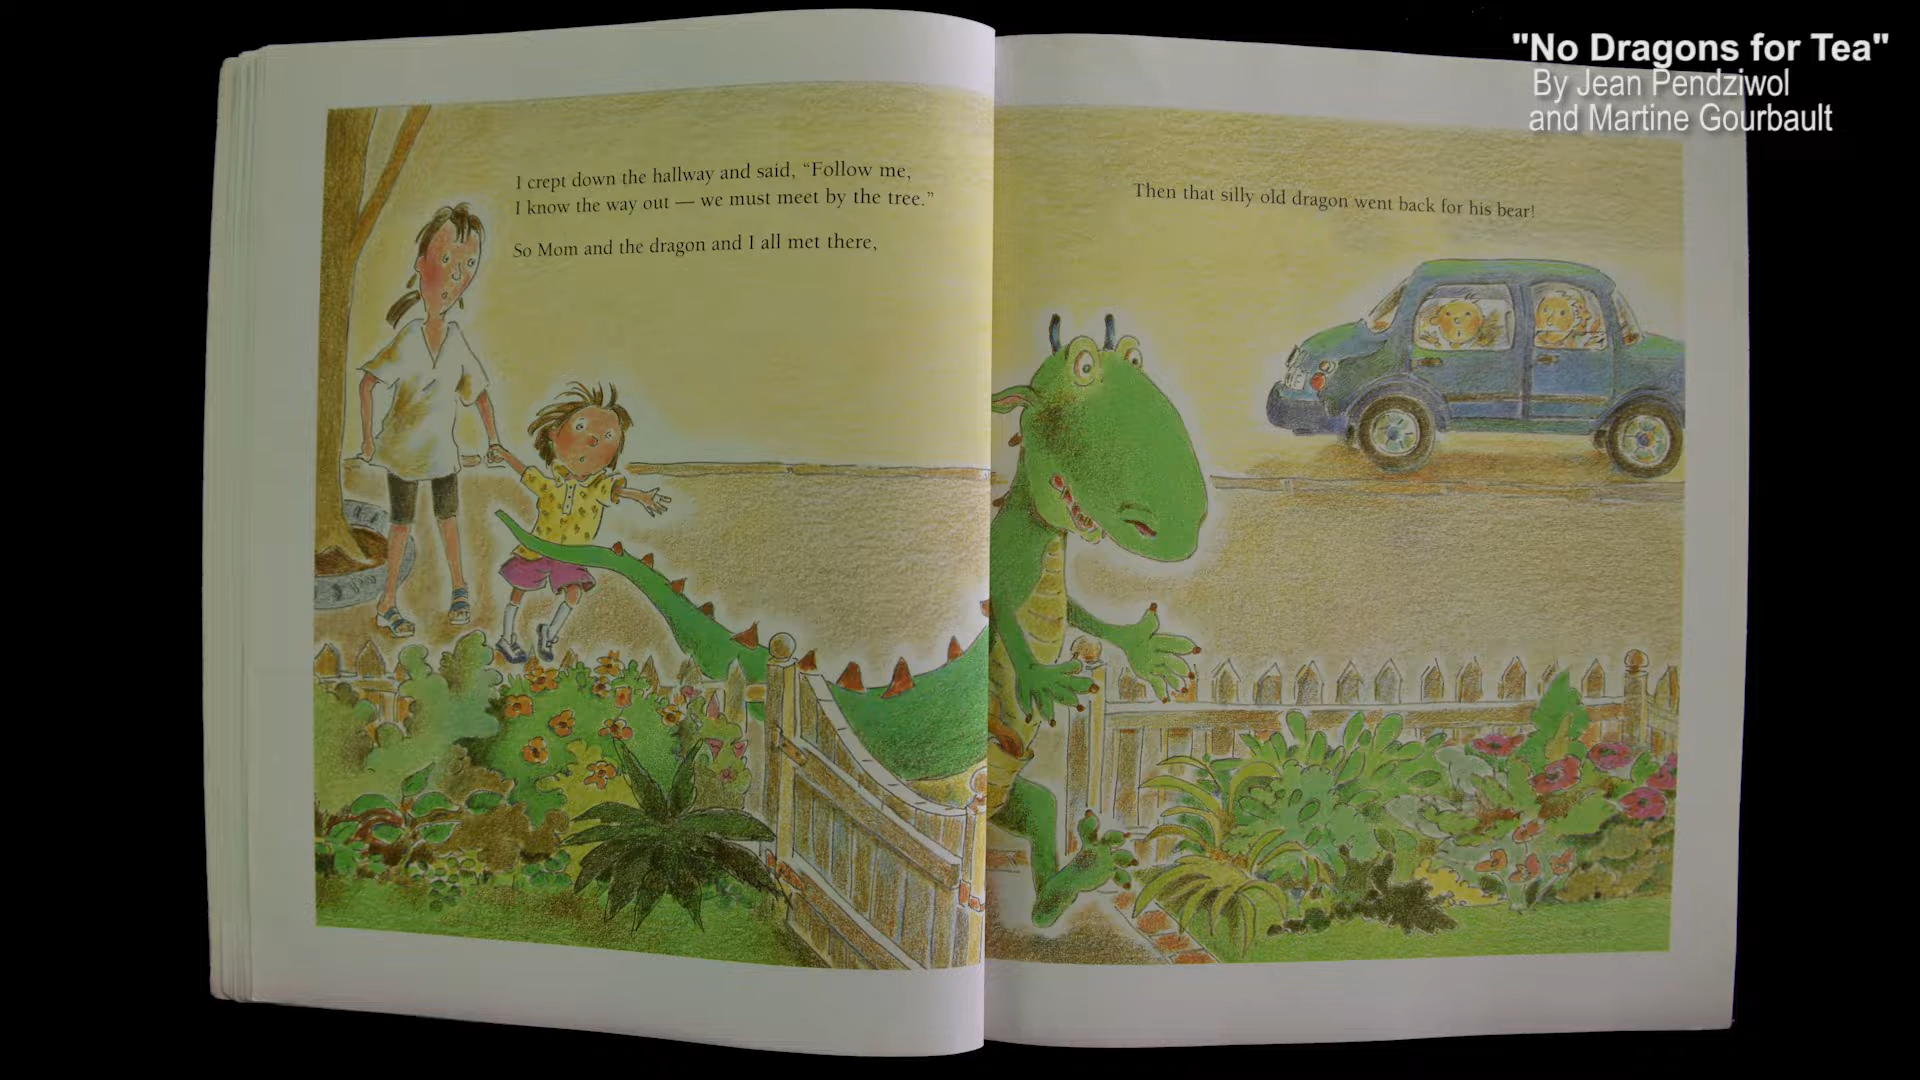 "No Dragons for Tea"
By Jean Pendziwol
and Martine Gourbault
I crept down the hallway and said, “Follow me,
I know the way out — we must meet by the tree.”
So Mom and the dragon and I all met there,
Then that silly old dragon went back for his bear!